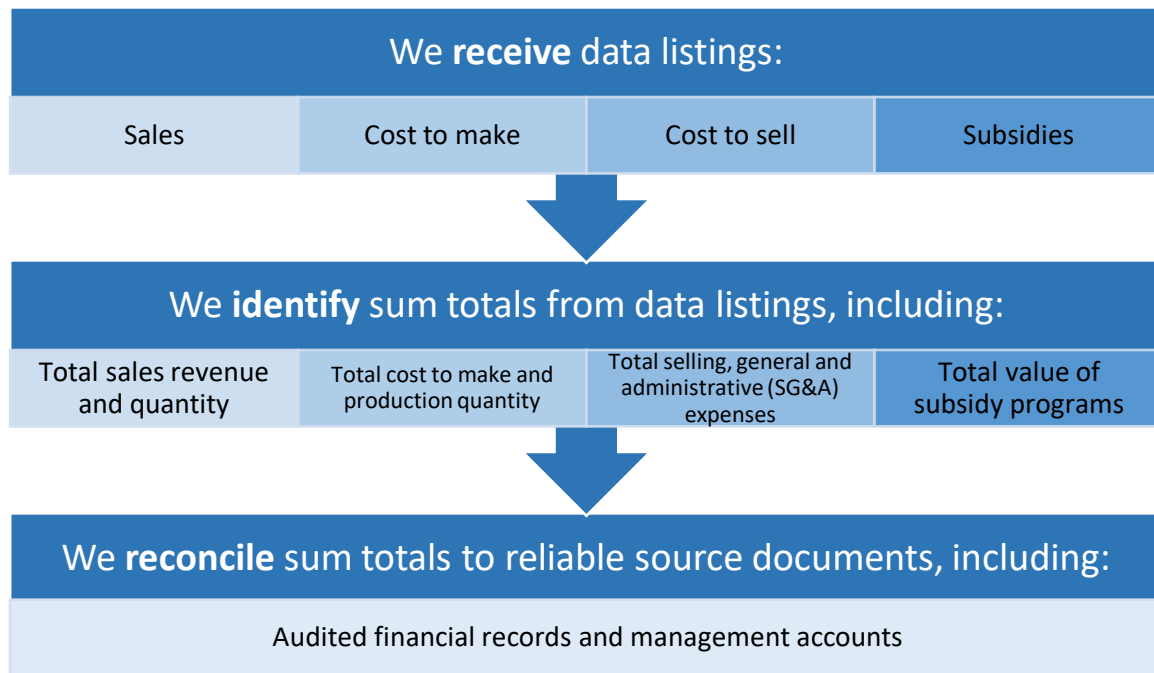 We receive data listings:
Sales
Cost to make
Cost to sell
Subsidies
We identify sum totals from data listings, including:
Total sales revenue
and quantity
Total cost to make and
production quantity
Total selling, general and
administrative (SG&A)
expenses
Total value of
subsidy programs
We reconcile sum totals to reliable source documents, including:
Audited financial records and management accounts